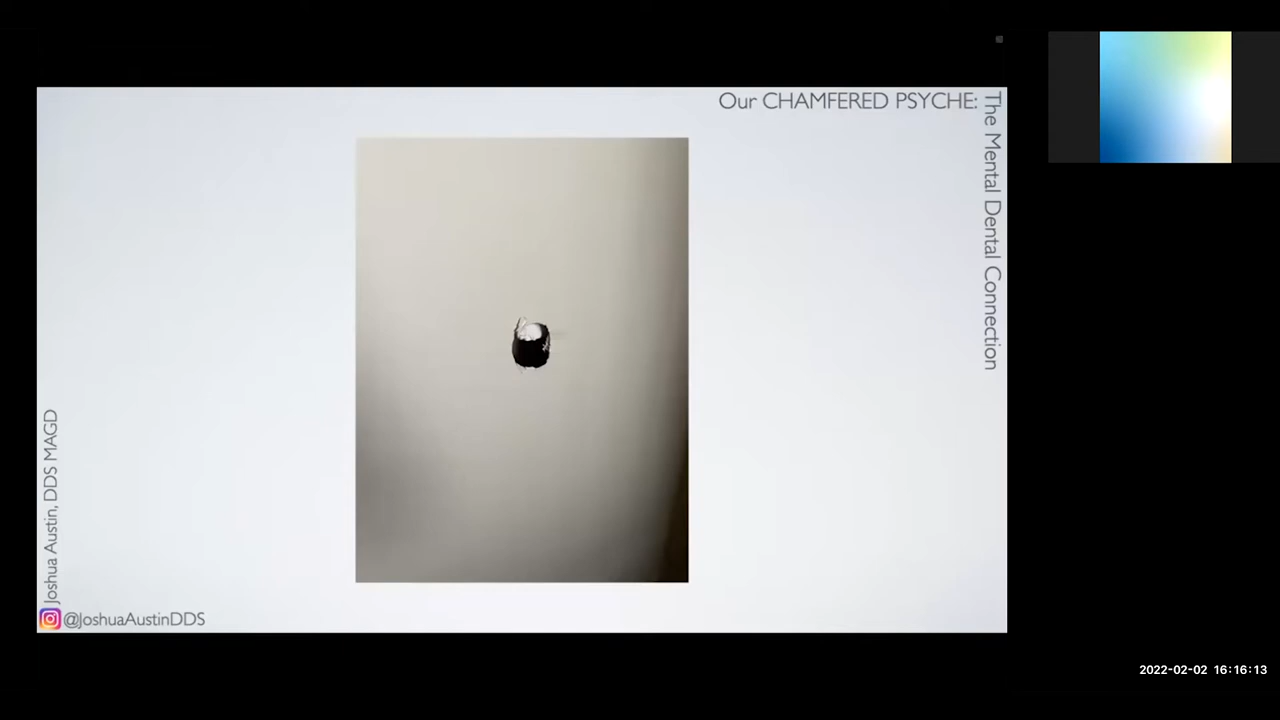 Our CHAMFERED PSYCHE:
The Mental Dental Connection
Joshua Austin, DDS MAGD
@JoshuaAustinDDS
2022-02-02 16:16:13